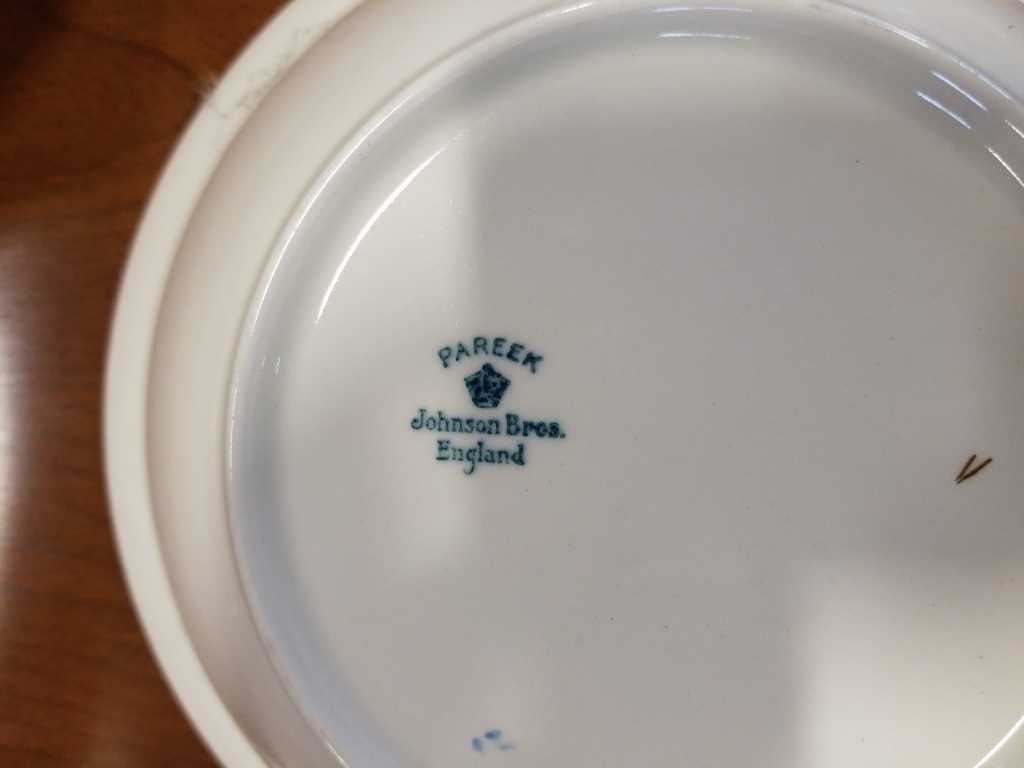 PAREEK
Johnson Bros.
England